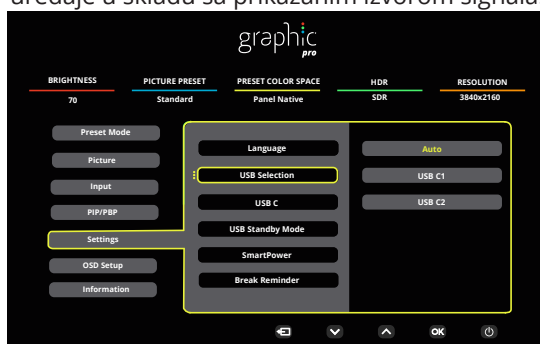 uređaje u skladu sa prikazanim izvorom signala.
graphic
pro
BRIGHTNESS PICTURE PRESET PRESET COLOR SPACE HDR RESOLUTION
70 Standard Panel Native SDR 3840x2160
Preset Mode
Picture
Input
PIP/PBP
Settings
OSD Setup
Information
Language
USB Selection
USB C
USB Standby Mode
SmartPower
Break Reminder
Auto
USB C1
USB C2
OK